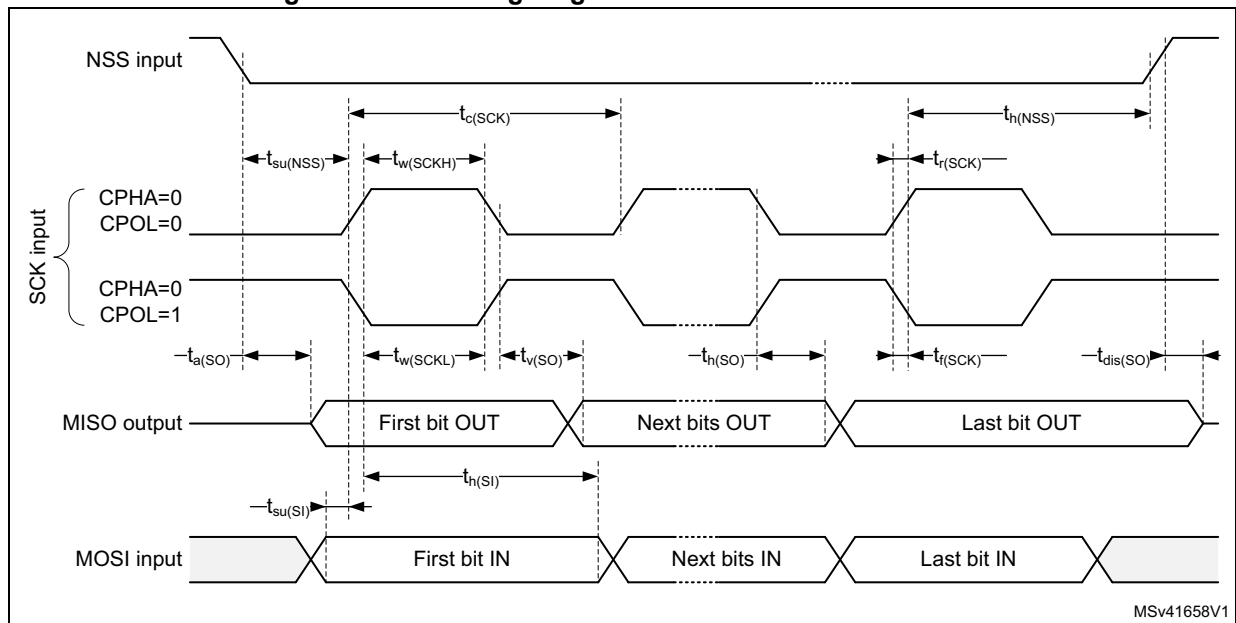 NSS input
tc(SCK)
th(NSS)
tsu(NSS)
tw(SCKH)
tr(SCK)
SCK input
CPHA=0
CPOL=0
CPHA=0
CPOL=1
ta(SO)
tw(SCKL)
tv(SO)
th(SO)
tf(SCK)
tdis(SO)
MISO output
First bit OUT
Next bits OUT
Last bit OUT
th(SI)
tsu(SI)
MOSI input
First bit IN
Next bits IN
Last bit IN
MSv41658V1